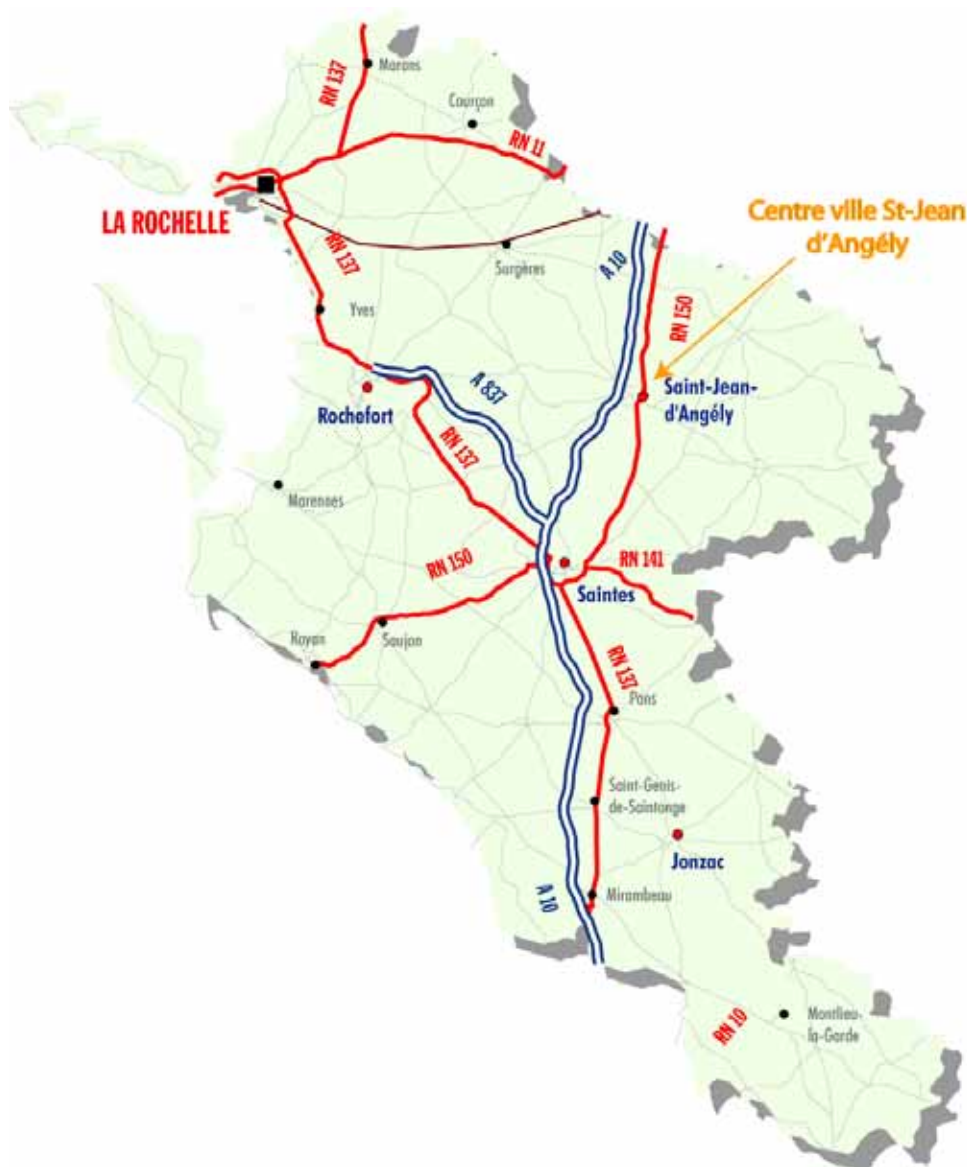 RN 137
Marans
Courçon
RN 11
LA ROCHELLE
Centre ville St-Jean
d'Angély
RN 137
Surgères
A 10
RN 150
Yves
A 837
Saint-Jean-
d'Angély
Rochefort
RN 137
Marennes
RN 150
RN 141
Saintes
Royan
Saujon
RN 137
Pons
Saint-Genis-
de-Saintonge
Jonzac
A 10
Mirambeau
RN 10
Montlieu-
la-Garde